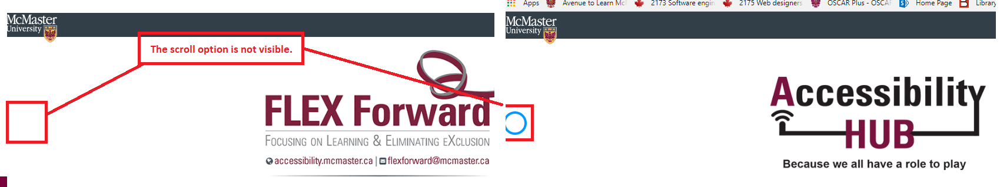 Apps Avenue to Learn Mc 2173 Software engin 2175 Web designers OSCAR Plus - OSCA Home Page Library
McMaster
University
McMaster
University
The scroll option is not visible.
FLEX Forward
FOCUSING ON LEARNING & ELIMINATING EXCLUSION
accessibility.mcmaster.ca | flexforward@mcmaster.ca
Accessibility
HUB
Because we all have a role to play